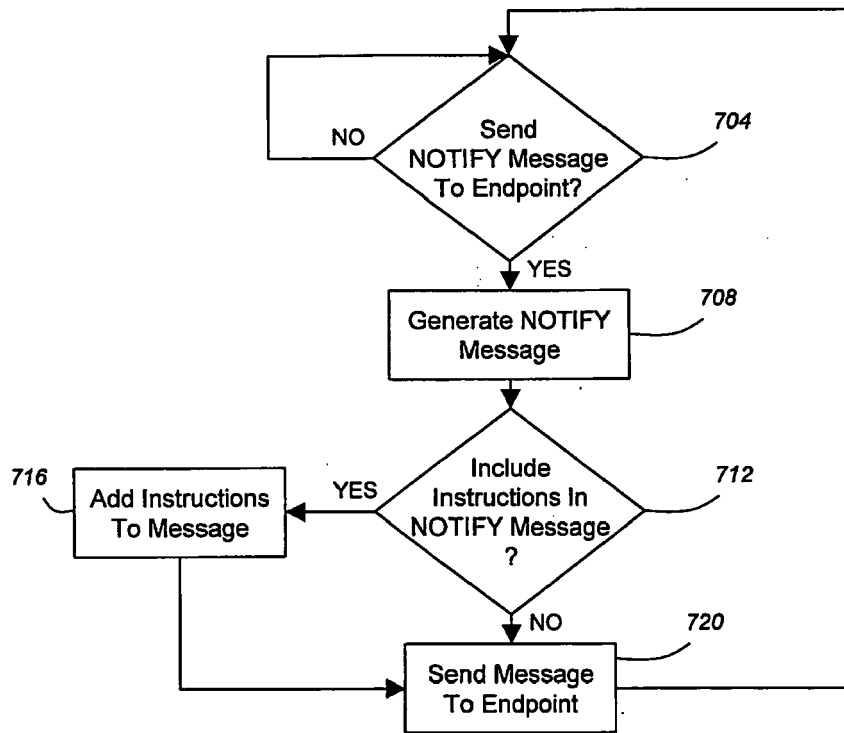 Send
NOTIFY Message
To Endpoint?
704
NO
YES
Generate NOTIFY
Message
708
Include
Instructions In
NOTIFY Message
?
712
YES
716
Add Instructions
To Message
NO
720
Send Message
To Endpoint